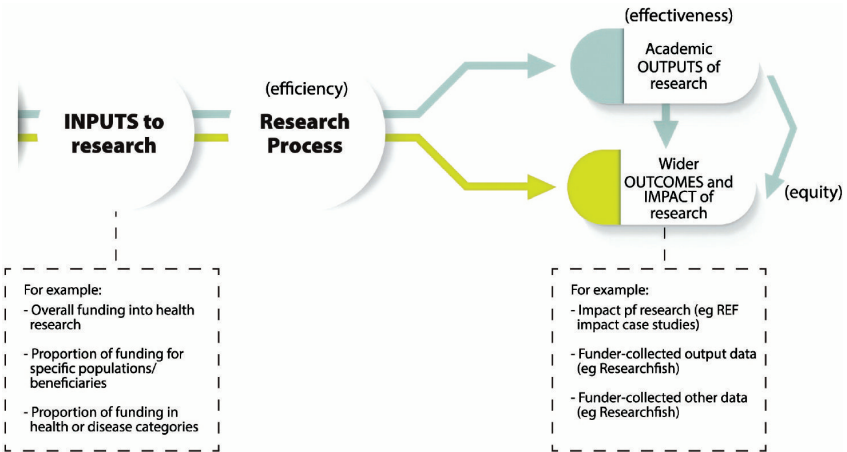 INPUTS to
research
(efficiency)
Research
Process
(effectiveness)
Academic
OUTPUTS of
research
Wider
OUTCOMES and
IMPACT of
research
(equity)
For example:
- Overall funding into health
research
- Proportion of funding for
specific populations/
beneficiaries
- Proportion of funding in
health or disease categories
For example:
- Impact pf research (eg REF
impact case studies)
- Funder-collected output data
(eg Researchfish)
- Funder-collected other data
(eg Researchfish)